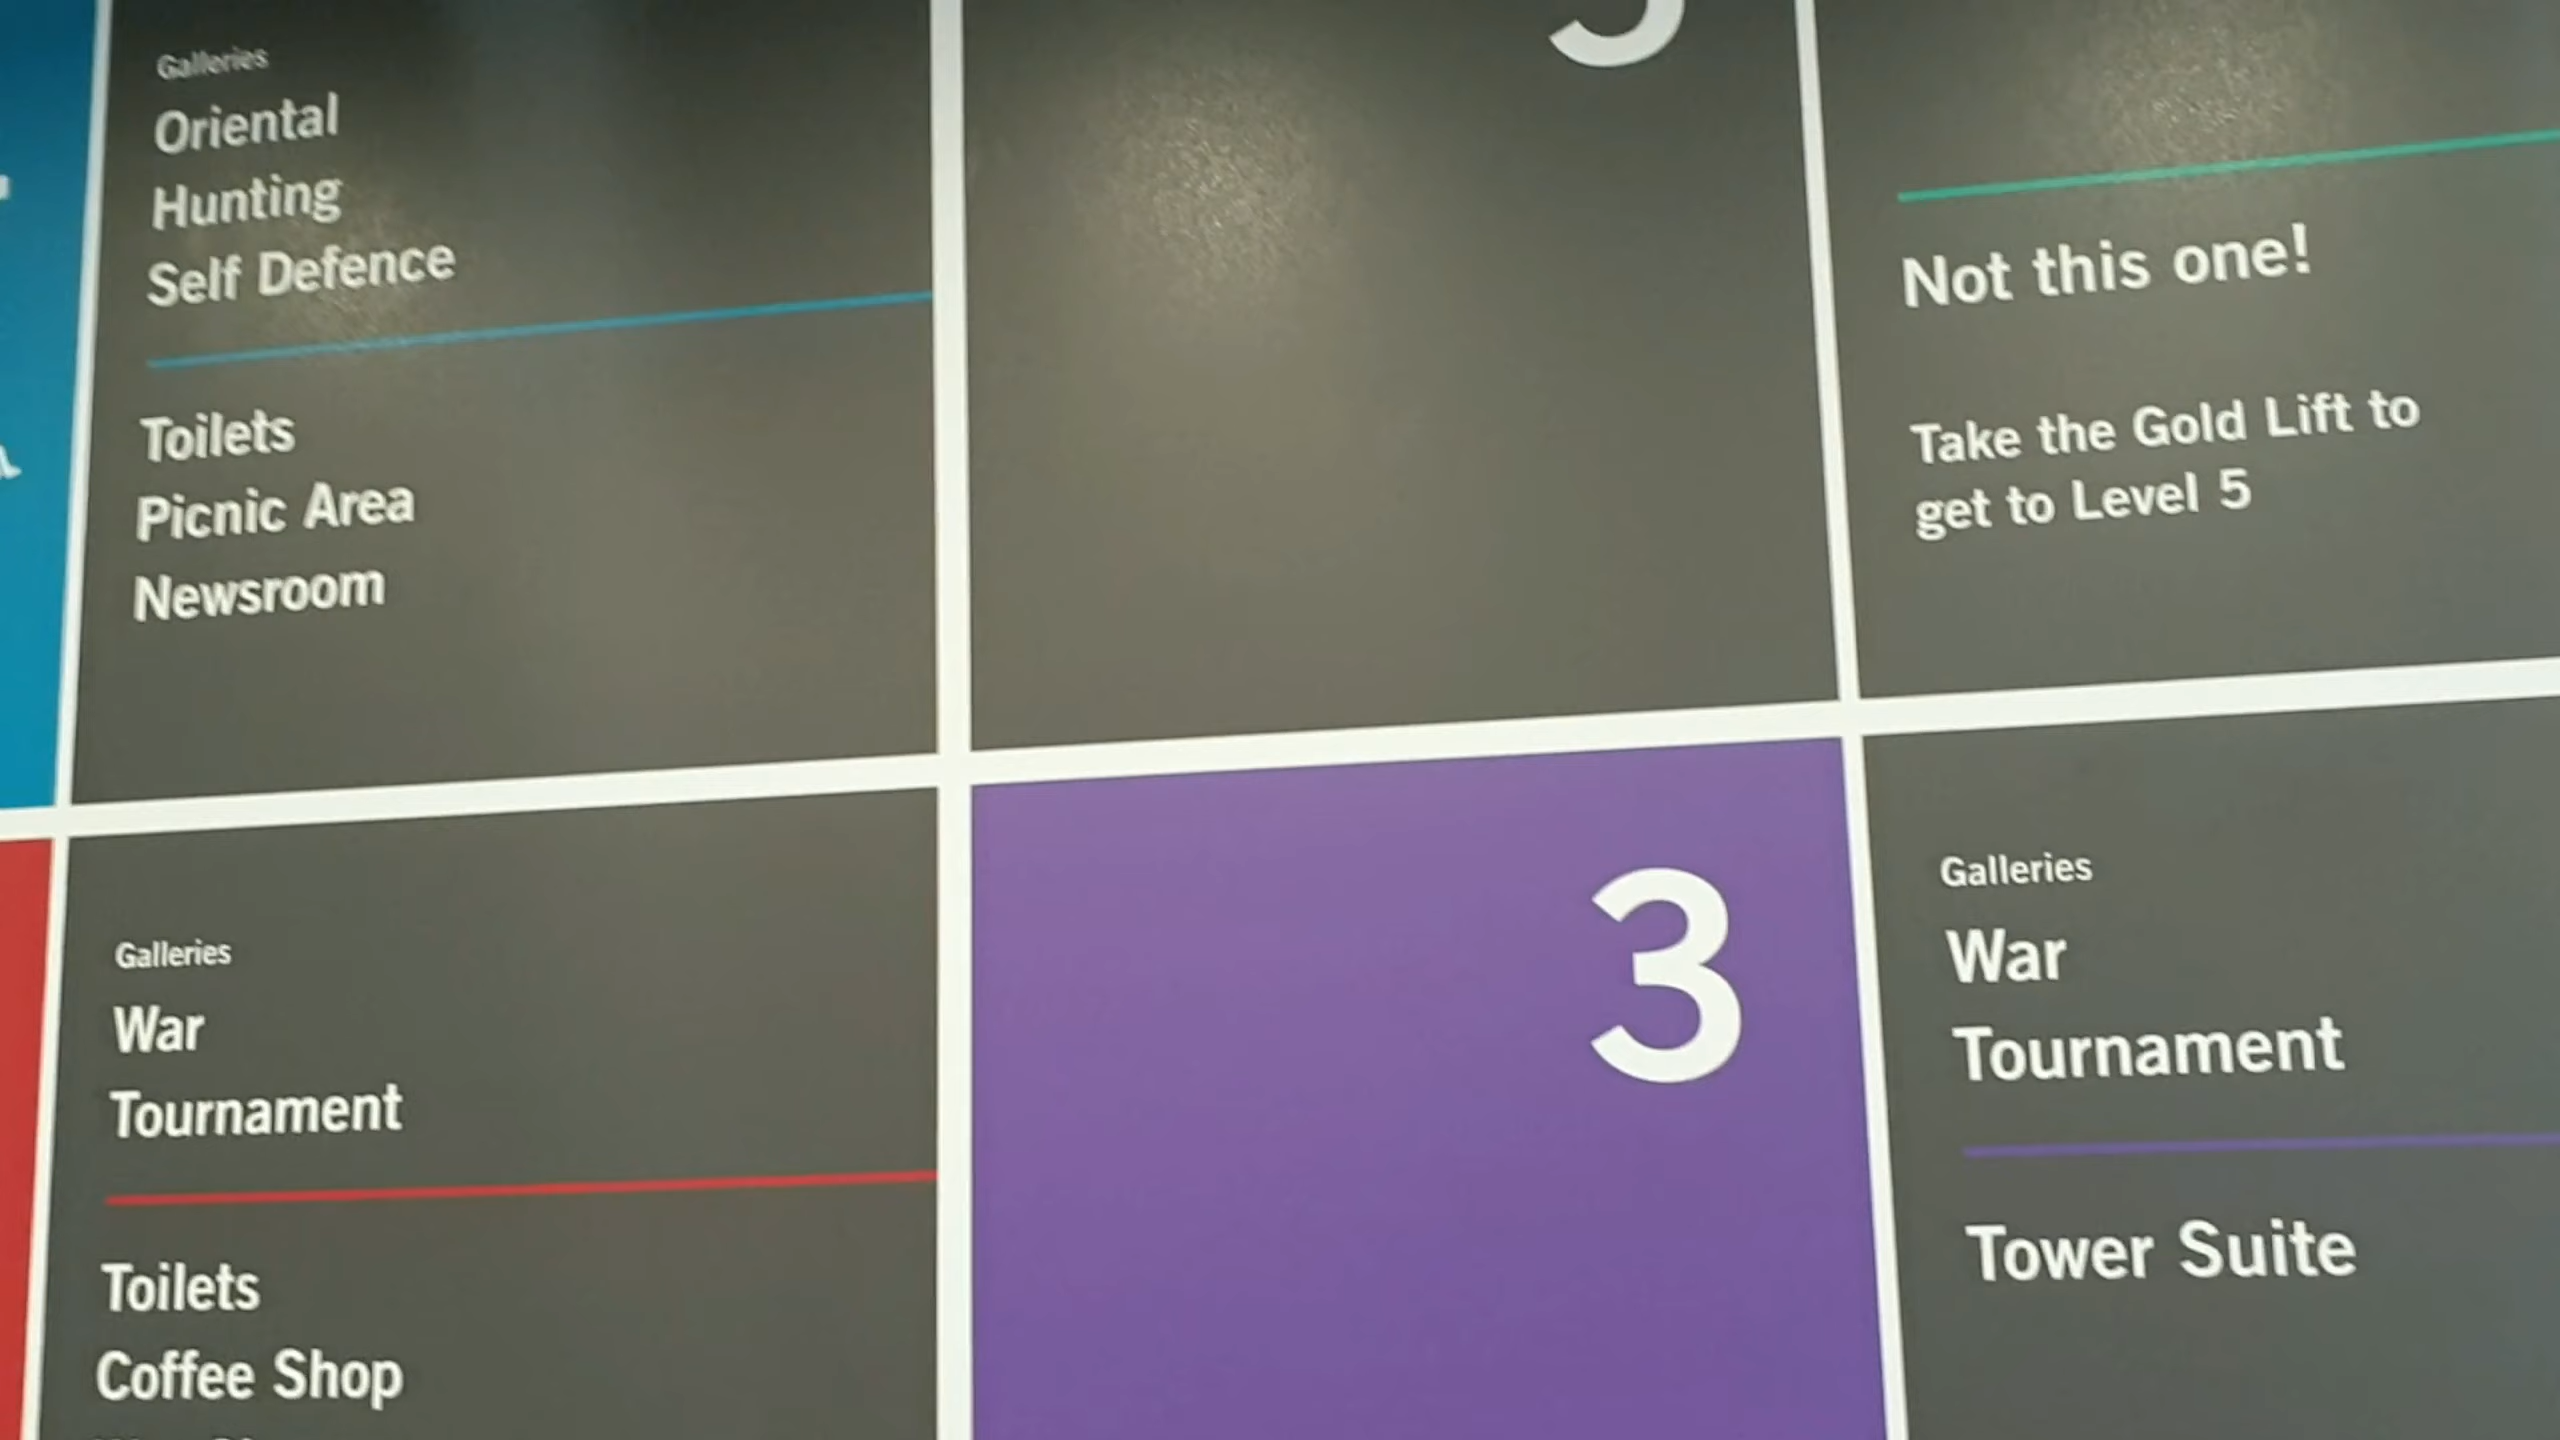 Galleries
Oriental
Hunting
Self Defence
Toilets
Picnic Area
Newsroom
Not this one!
Take the Gold Lift to
get to Level 5
Galleries
War
Tournament
Toilets
Coffee Shop
3
Galleries
War
Tournament
Tower Suite